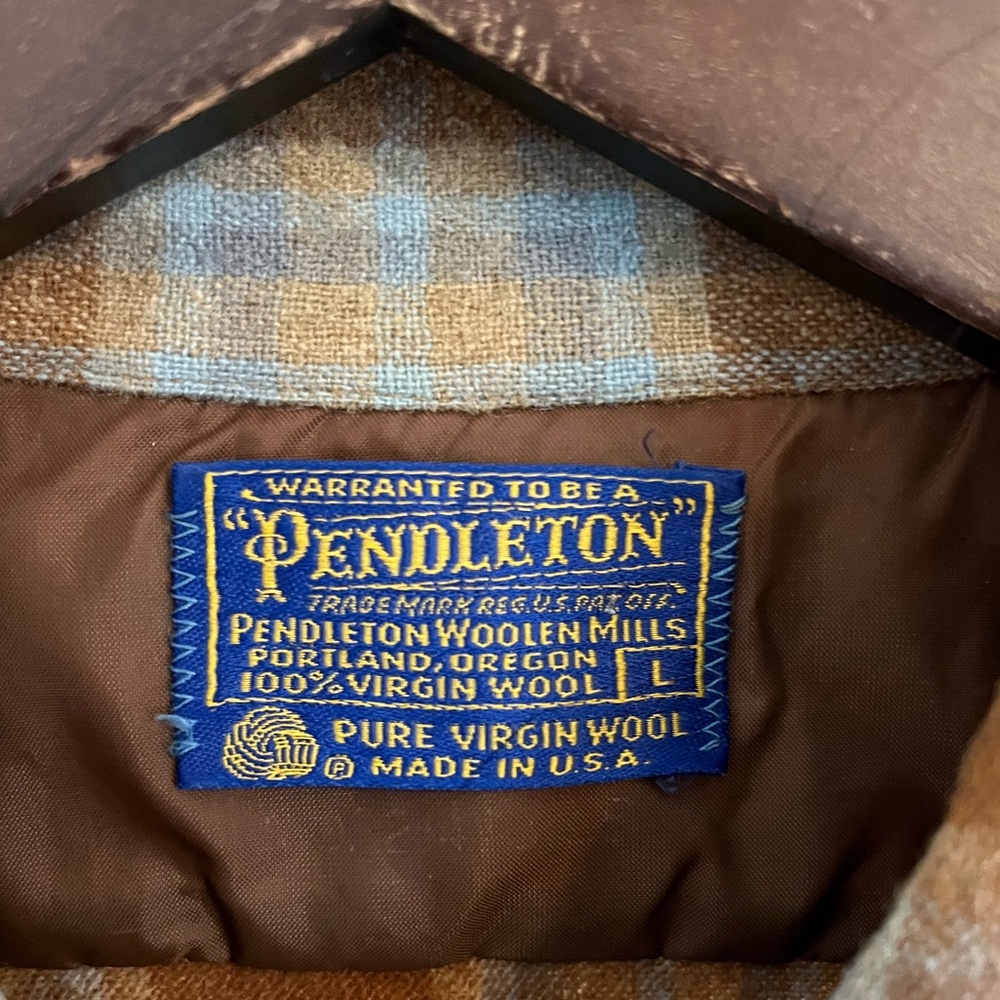 WARRANTED TO BE A
"PENDLETON"
TRADE MARK REG. U.S. PAT. OFF.
PENDLETON WOOLEN MILLS
PORTLAND, OREGON
100% VIRGIN WOOL L
PURE VIRGIN WOOL
Ⓡ MADE IN U.S.A.